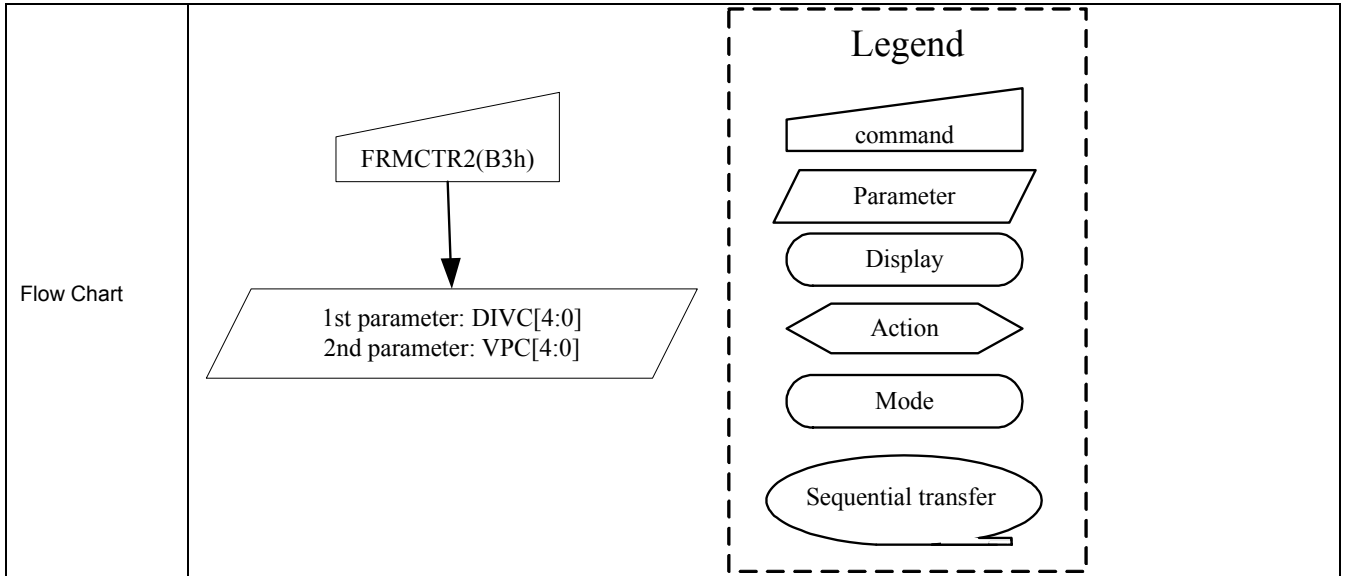 Flow Chart
FRMCTR2(B3h)
1st parameter: DIVC[4:0]
2nd parameter: VPC[4:0]
Legend
command
Parameter
Display
Action
Mode
Sequential transfer